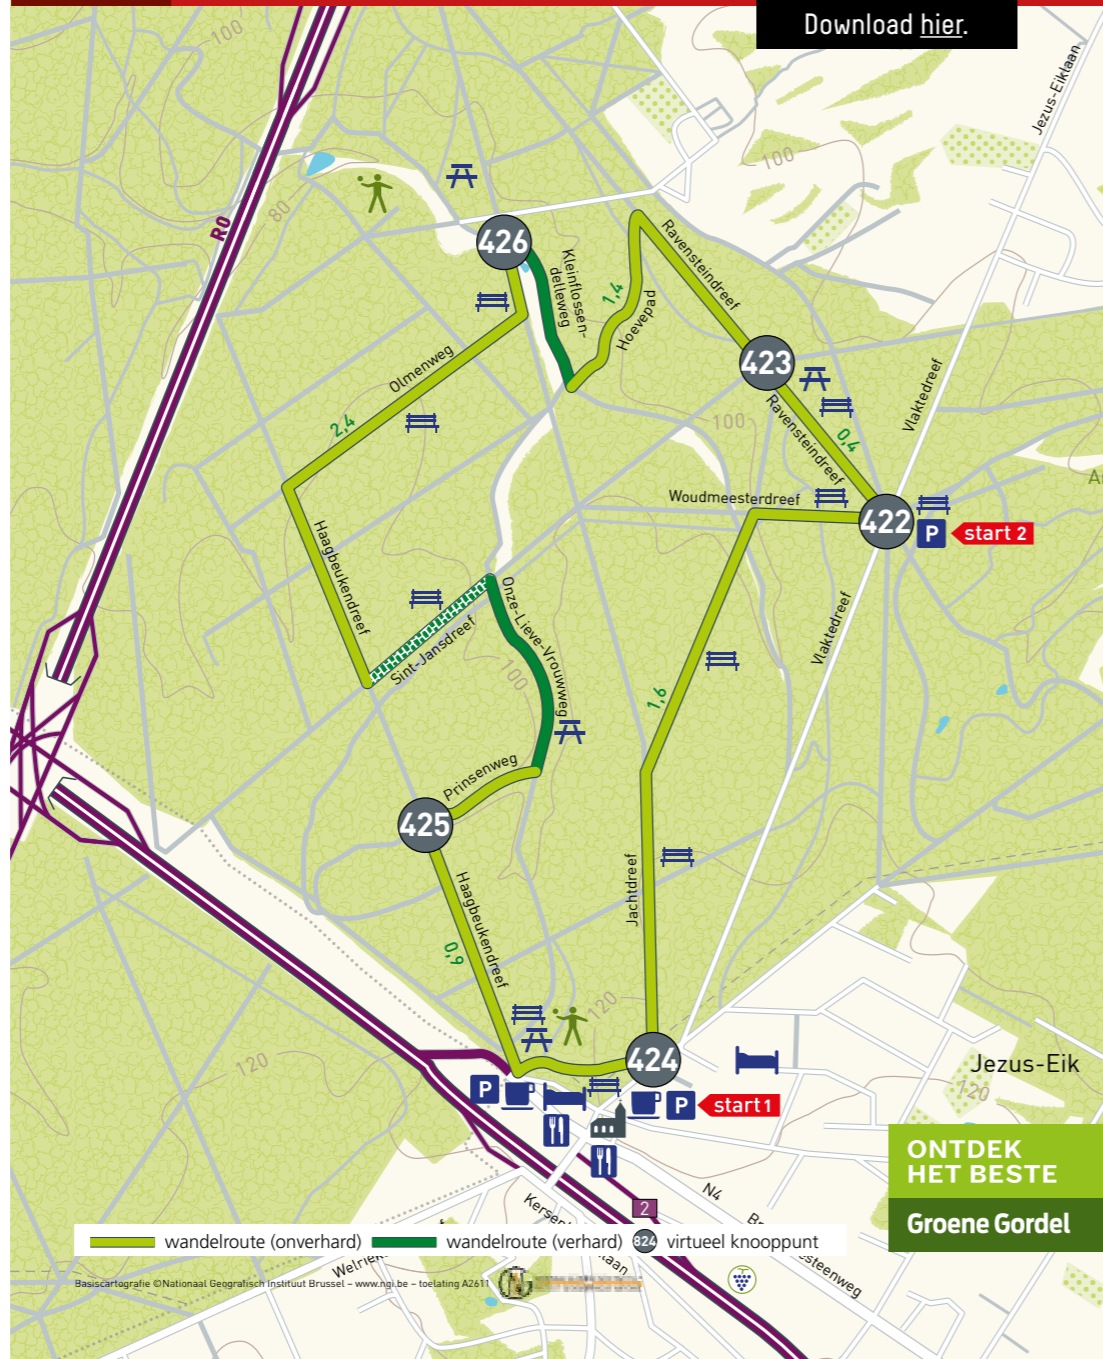 Download hier.
100
Jezus-Eiklaan
100
R0
80
426
Kleinflossen-
delleweg
1,4
Hoevepad
Ravensteindreef
423
Ravensteindreef
0,4
Vlaktedreef
100
Olmenweg
2,4
Woudmeesterdreef
422
P
start 2
Haagbeukendreef
Sint-Jansdreef
Onze-Lieve-Vrouwweg
100
Vlaktedreef
1,6
Prinsenweg
425
Jachtdreef
Haagbeukendreef
0,9
120
120
424
Jezus-Eik
120
P
P
start 1
ONTDEK
HET BESTE
Groene Gordel
N4
2
wandelroute (onverhard)
wandelroute (verhard)
824
virtueel knooppunt
Basiscartografie ©Nationaal Geografisch Instituut Brussel – www.ngi.be – toelating A2611